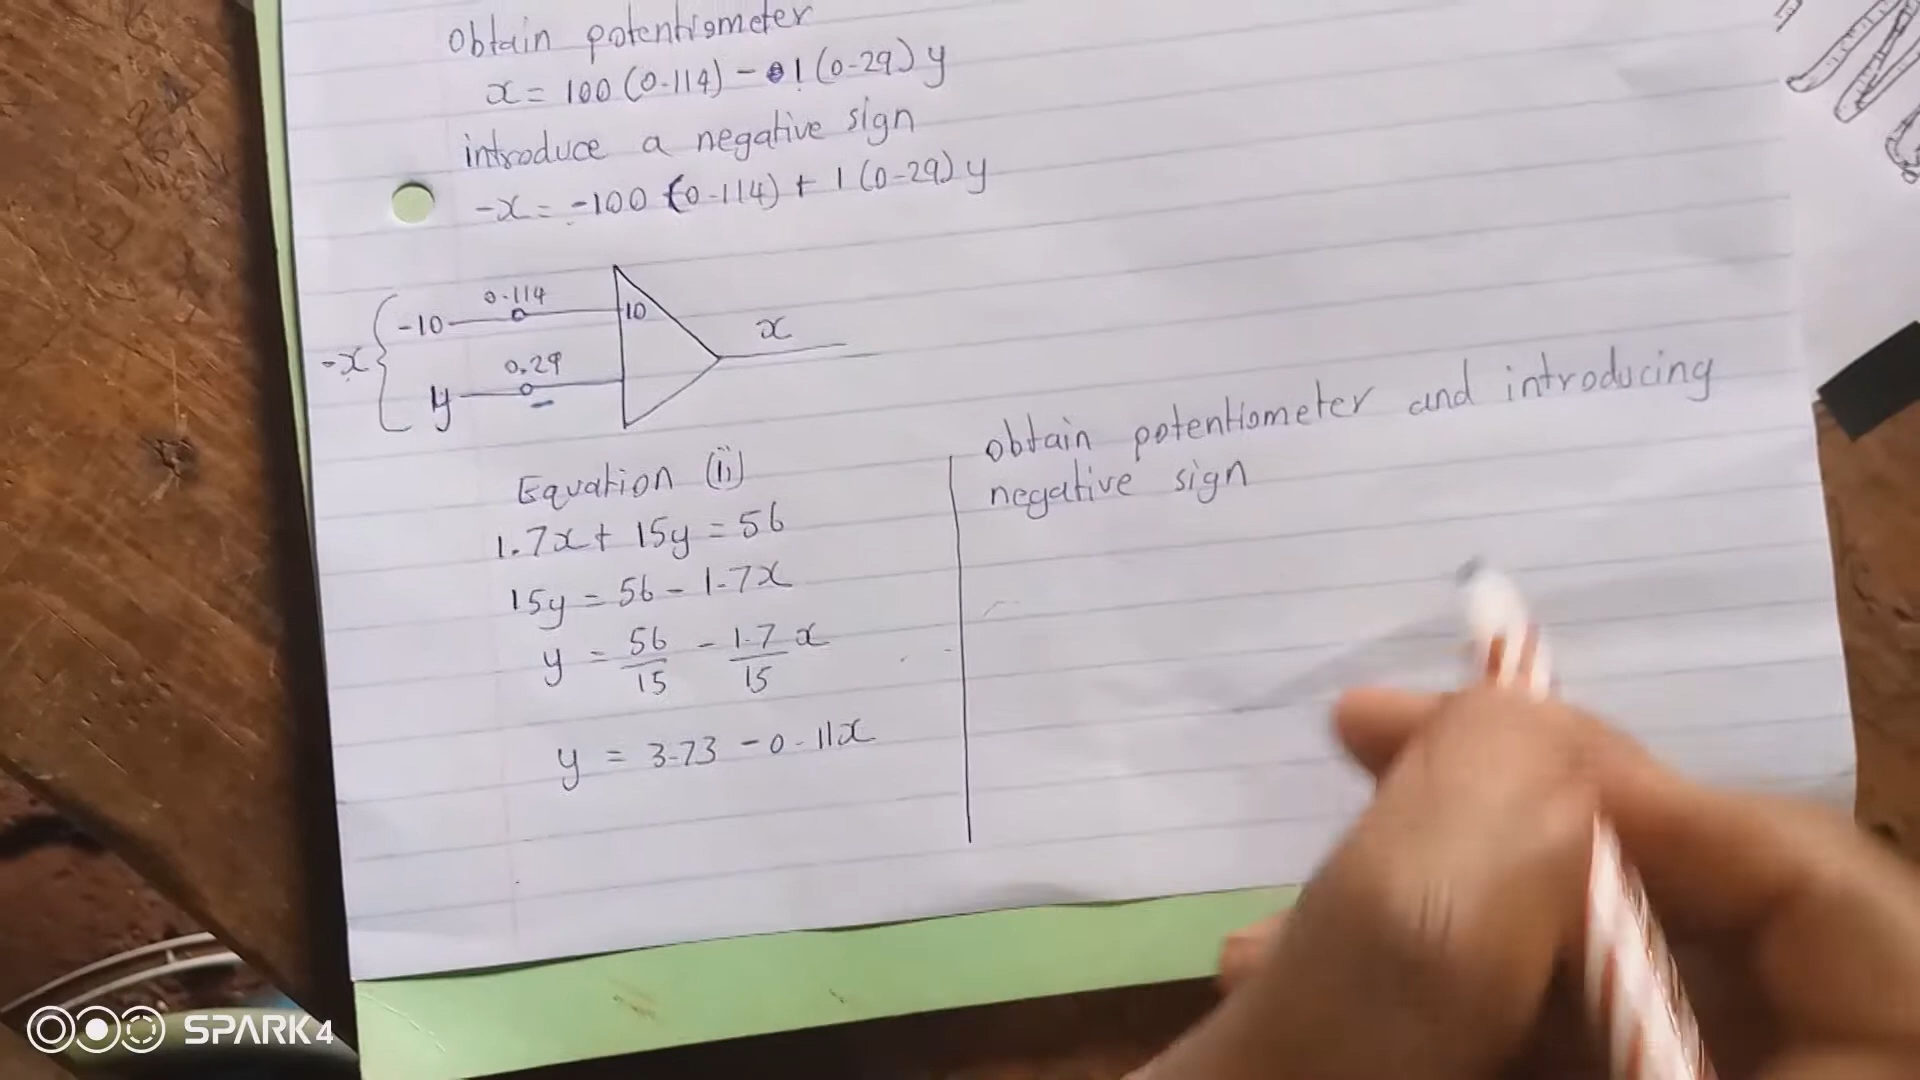 Obtain potentiometer
x = 100 (0.114) - 1 (0.29) y
introduce a negative sign
-x = -100 (0.114) + 1 (0.29) y
0.114
-10 10
-x x
0.29
y
Equation (ii)
1.7x + 15y = 56
15y = 56 - 1.7x
y = 56/15 - 1.7/15 x
y = 3.73 - 0.11x
obtain potentiometer and introducing
negative sign
SPARK 4